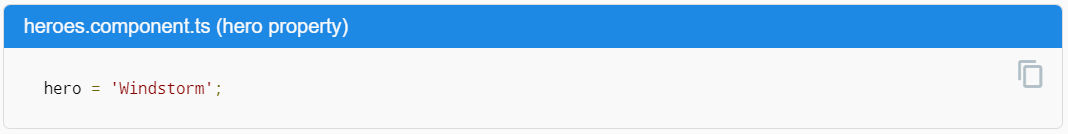 heroes.component.ts (hero property)
hero = 'Windstorm';